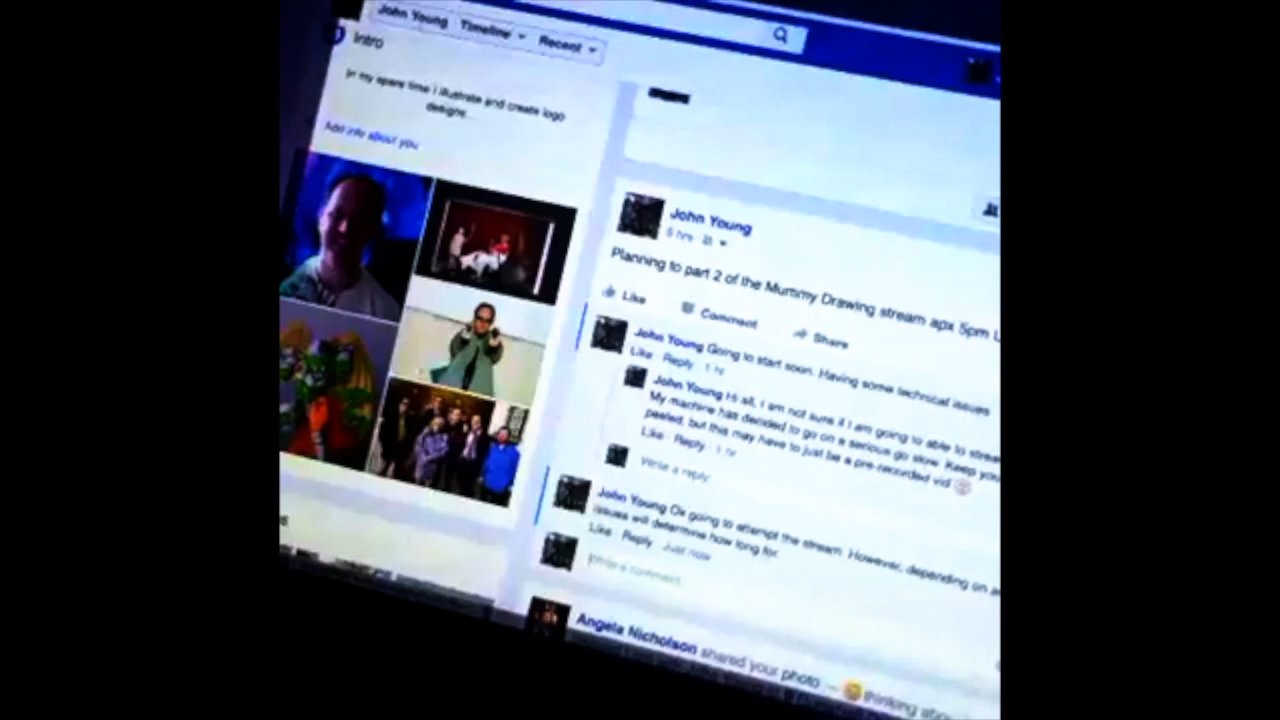 John Young Timeline Recent
Intro
In my spare time I illustrate and create logo
designs...
Add info about you
John Young
5 hrs
Planning to part 2 of the Mummy Drawing stream apx 5pm
Like Comment Share
John Young Going to start soon. Having some technical issues
Like Reply 1 hr
John Young Hi all, I am not sure if I am going to able to
My machine has decided to go on a serious go slow. Keep
peeled, but this may have to just be a pre-recorded vid
Like Reply 1 hr
Write a reply
John Young Ok going to attempt the stream. However, depending on
issues will determine how long for.
Like Reply Just now
Write a comment
Angela Nicholson shared your photo — thinking